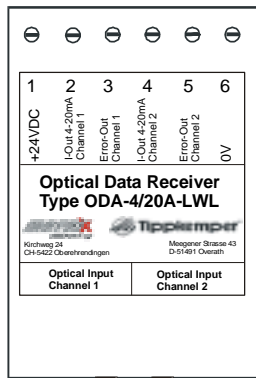 1 2 3 4 5 6
+24VDC
I-Out 4-20mA
Channel 1
Error-Out
Channel 1
I-Out 4-20mA
Channel 2
Error-Out
Channel 2
0V
Optical Data Receiver
Type ODA-4/20A-LWL
Tippkemper
Kirchweg 24
CH-5422 Oberehrendingen
Meegener Strasse 43
D-51491 Overath
Optical Input
Channel 1
Optical Input
Channel 2